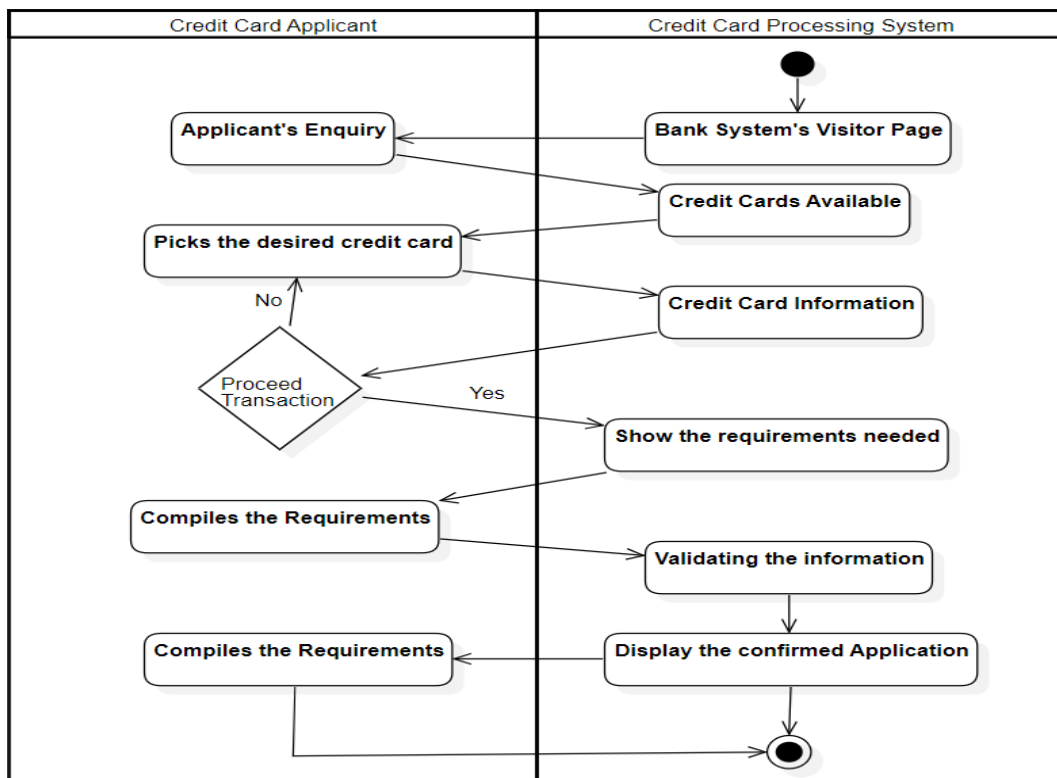 Credit Card Applicant
Credit Card Processing System
Applicant's Enquiry
Bank System's Visitor Page
Credit Cards Available
Picks the desired credit card
Credit Card Information
No
Proceed
Transaction
Yes
Show the requirements needed
Compiles the Requirements
Validating the information
Compiles the Requirements
Display the confirmed Application